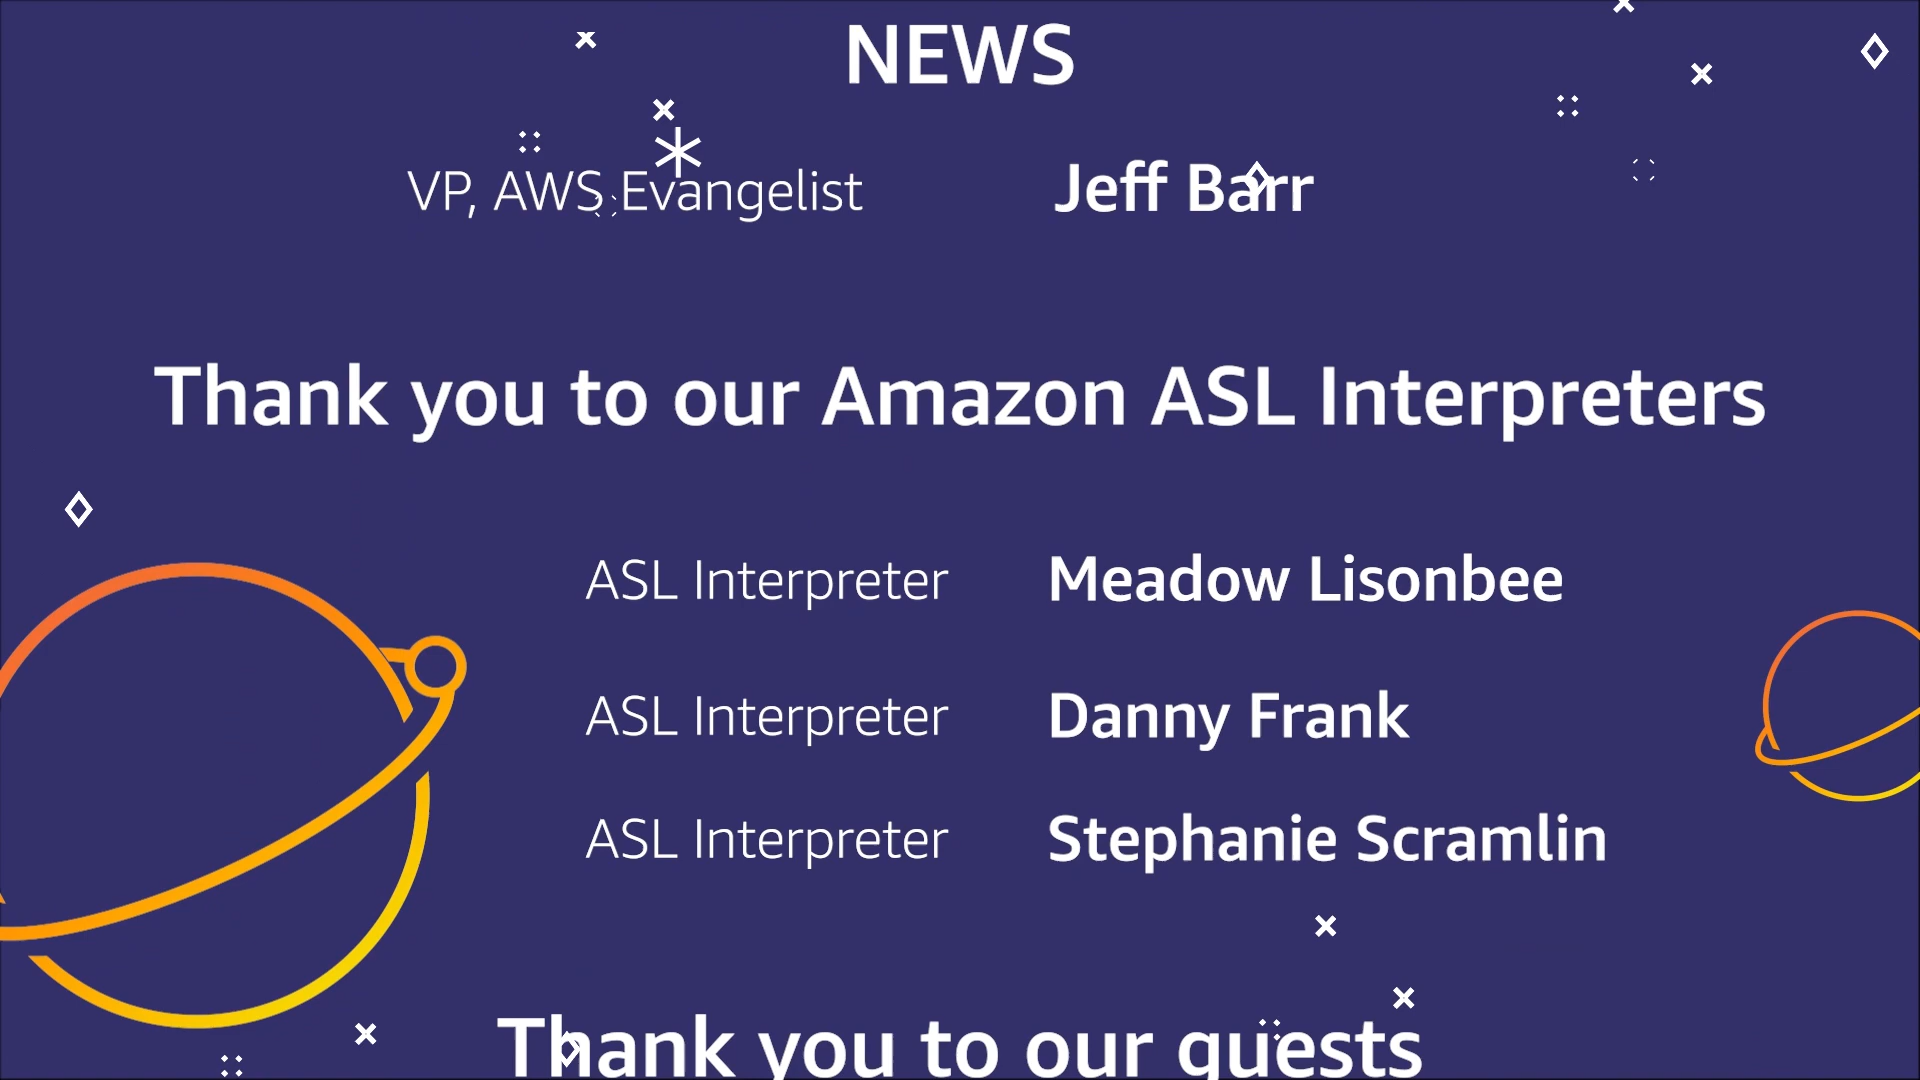 NEWS
VP, AWS Evangelist Jeff Barr
Thank you to our Amazon ASL Interpreters
ASL Interpreter Meadow Lisonbee
ASL Interpreter Danny Frank
ASL Interpreter Stephanie Scramlin
Thank you to our guests